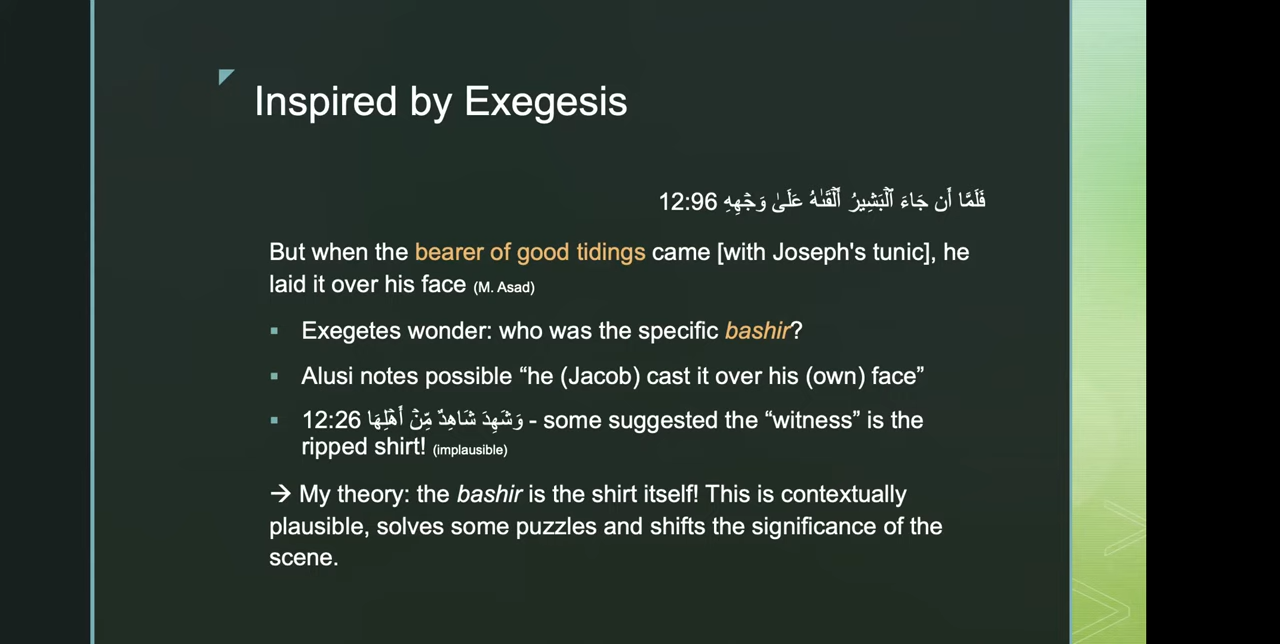 Inspired by Exegesis
فَلَمَّا أَن جَاءَ ٱلْبَشِيرُ أَلْقَىٰهُ عَلَىٰ وَجْهِهِ 12:96
But when the bearer of good tidings came [with Joseph's tunic], he
laid it over his face (M. Asad)
▪ Exegetes wonder: who was the specific bashir?
▪ Alusi notes possible “he (Jacob) cast it over his (own) face”
▪ 12:26 وَشَهِدَ شَاهِدٌ مِّنْ أَهْلِهَا - some suggested the “witness” is the
ripped shirt! (implausible)
→ My theory: the bashir is the shirt itself! This is contextually
plausible, solves some puzzles and shifts the significance of the
scene.